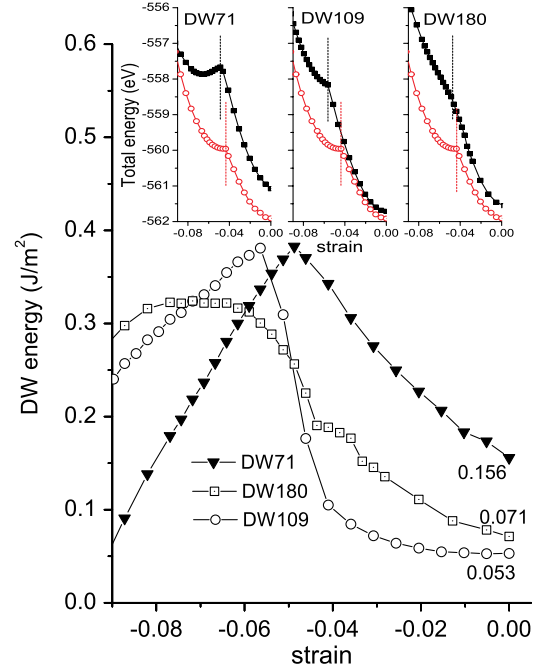 DW71
DW109
DW180
-556
-557
-558
-559
-560
-561
-562
Total energy (eV)
-0.08 -0.04 0.00
-0.08 -0.04 0.00
-0.08 -0.04 0.00
strain
0.6
0.5
0.4
0.3
0.2
0.1
0.0
DW energy (J/m²)
DW71
DW180
DW109
0.156
0.071
0.053
-0.08 -0.06 -0.04 -0.02 0.00
strain